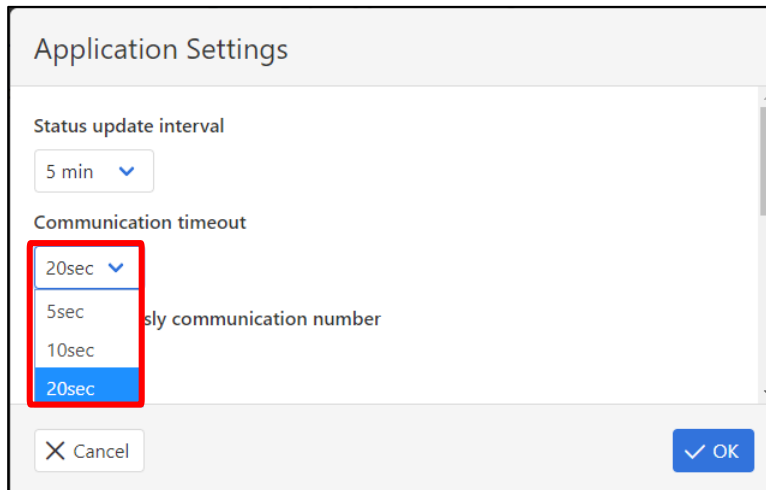 Application Settings
Status update interval
5 min
Communication timeout
20sec
5sec
sly communication number
10sec
20sec
Cancel
OK